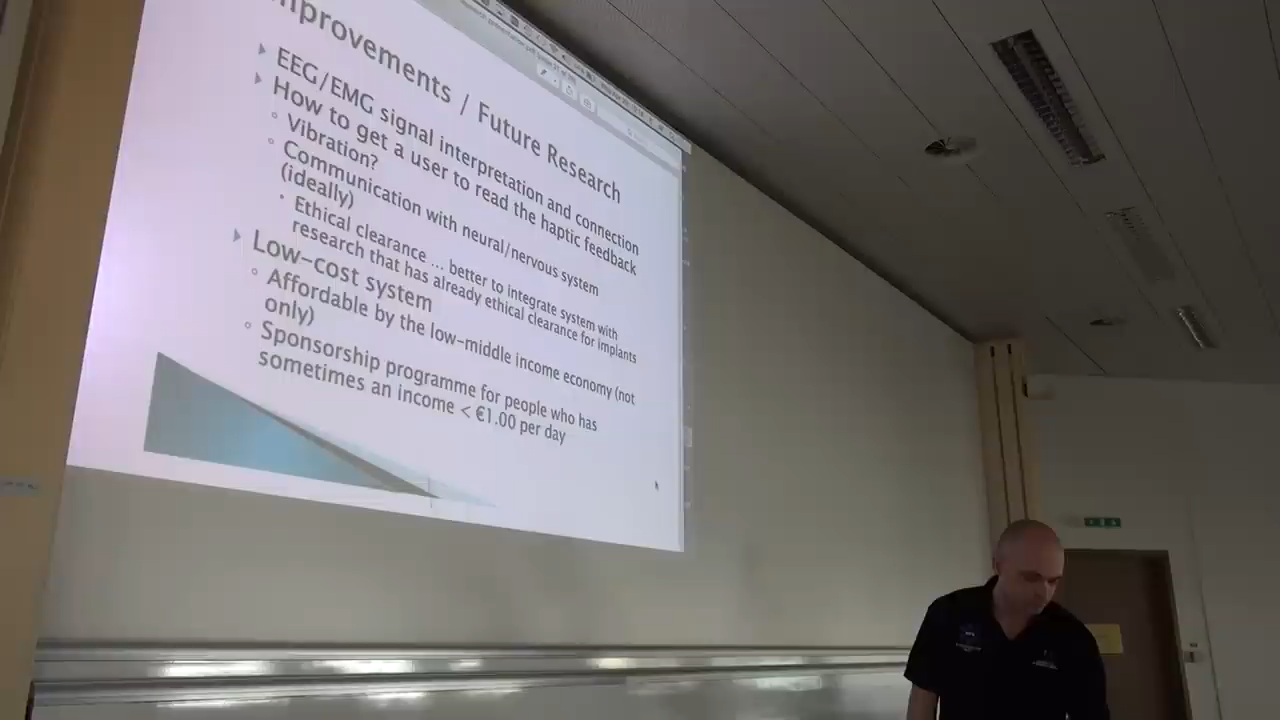 mprovements / Future Research
EEG/EMG signal interpretation and connection
How to get a user to read the haptic feedback
Vibration?
Communication with neural/nervous system
(ideally)
Ethical clearance ... better to integrate system with
research that has already ethical clearance for implants
Low-cost system
Affordable by the low-middle income economy (not
only)
Sponsorship programme for people who has
sometimes an income < €1.00 per day